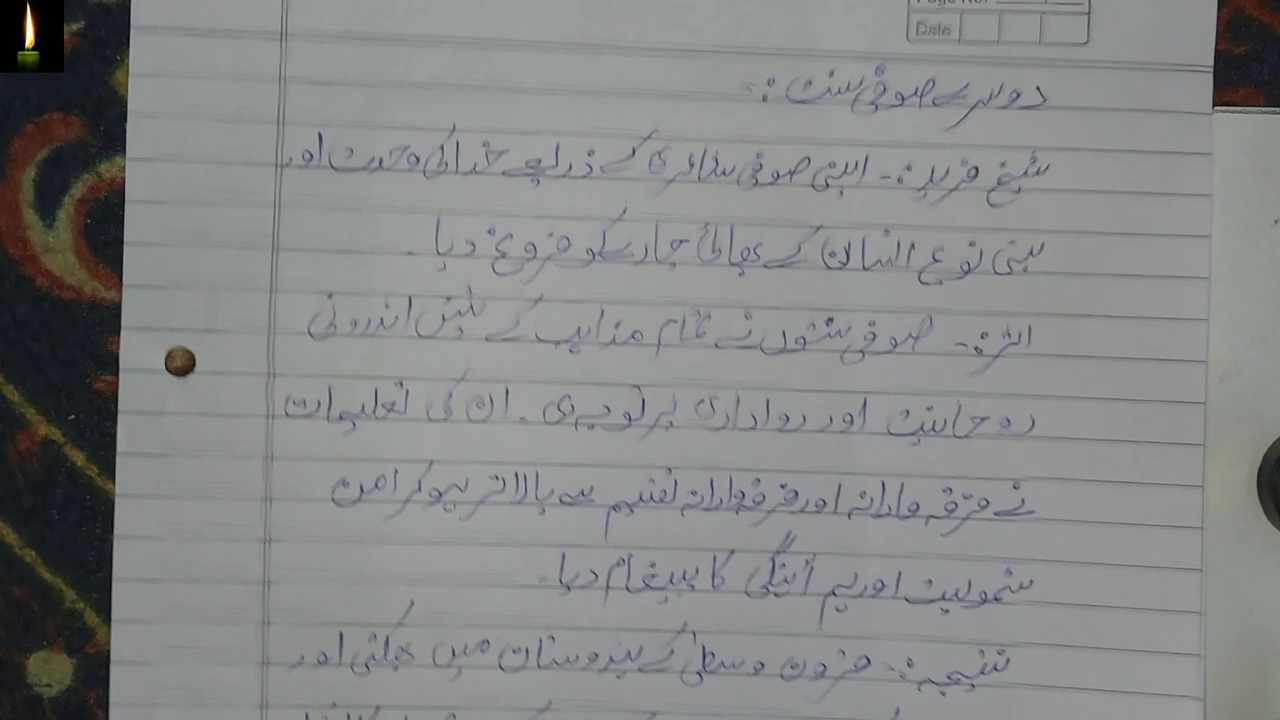 Date
دوسرے صوفی سنت :-
شیخ فرید :- اپنی صوفی شاعری کے ذریعے خدا کی وحدت اور
بنی نوع انسان کے بھائی چارے کو فروغ دیا۔
اثر :- صوفی سنتوں نے تمام مذاہب کے تئیں اندرونی
روحانیت اور رواداری پر توجہ دی۔ ان کی تعلیمات
نے فرقہ وارانہ اور فرقہ وارانہ تقسیم سے بالاتر ہوکر امن
شمولیت اور ہم آہنگی کا پیغام دیا۔
نتیجہ :- قرون وسطیٰ کے ہندوستان میں بھکتی اور